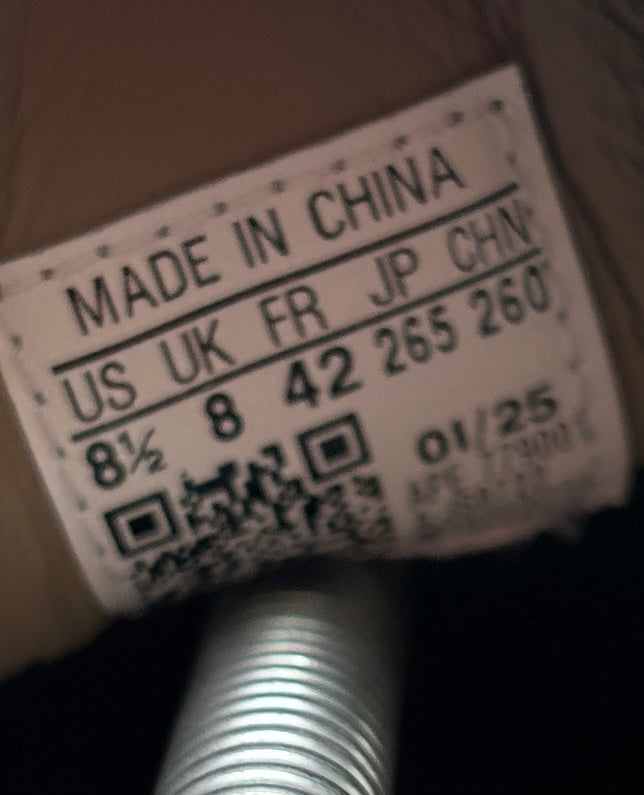 MADE IN CHINA
US UK FR JP CHN
8½ 8 42 265 260
01/25